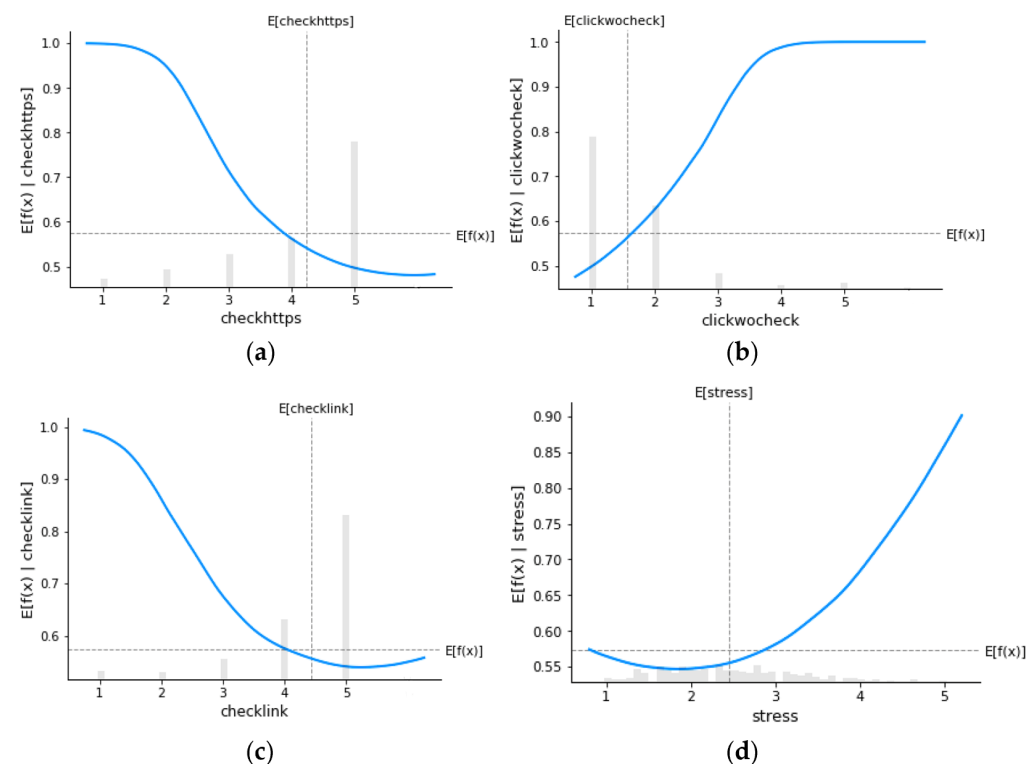 E[checkhttps]
E[f(x) | checkhttps]
1.0
0.9
0.8
0.7
0.6
0.5
E[f(x)]
1 2 3 4 5
checkhttps
(a)
E[clickwocheck]
E[f(x) | clickwocheck]
1.0
0.9
0.8
0.7
0.6
0.5
E[f(x)]
1 2 3 4 5
clickwocheck
(b)
E[checklink]
E[f(x) | checklink]
1.0
0.9
0.8
0.7
0.6
E[f(x)]
1 2 3 4 5
checklink
(c)
E[stress]
E[f(x) | stress]
0.90
0.85
0.80
0.75
0.70
0.65
0.60
0.55
E[f(x)]
1 2 3 4 5
stress
(d)